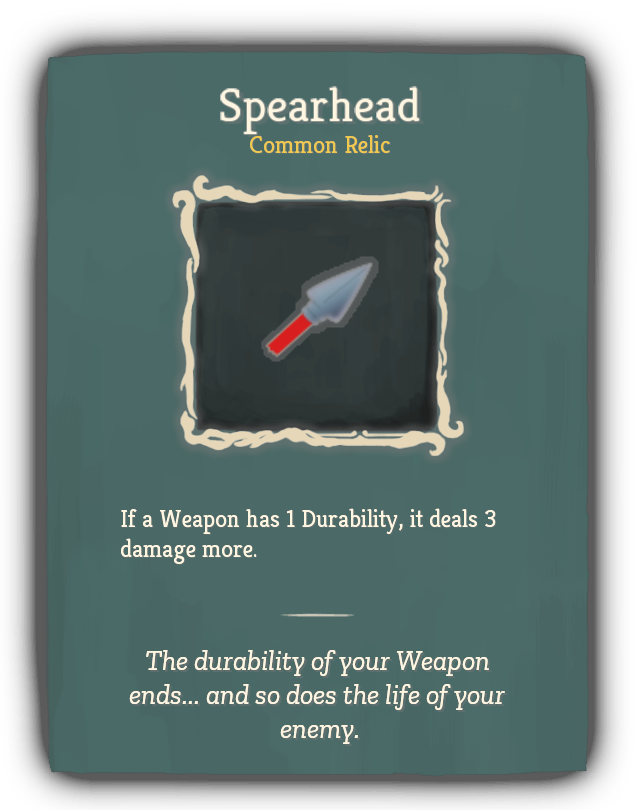 Spearhead
Common Relic
If a Weapon has 1 Durability, it deals 3
damage more.
The durability of your Weapon
ends... and so does the life of your
enemy.